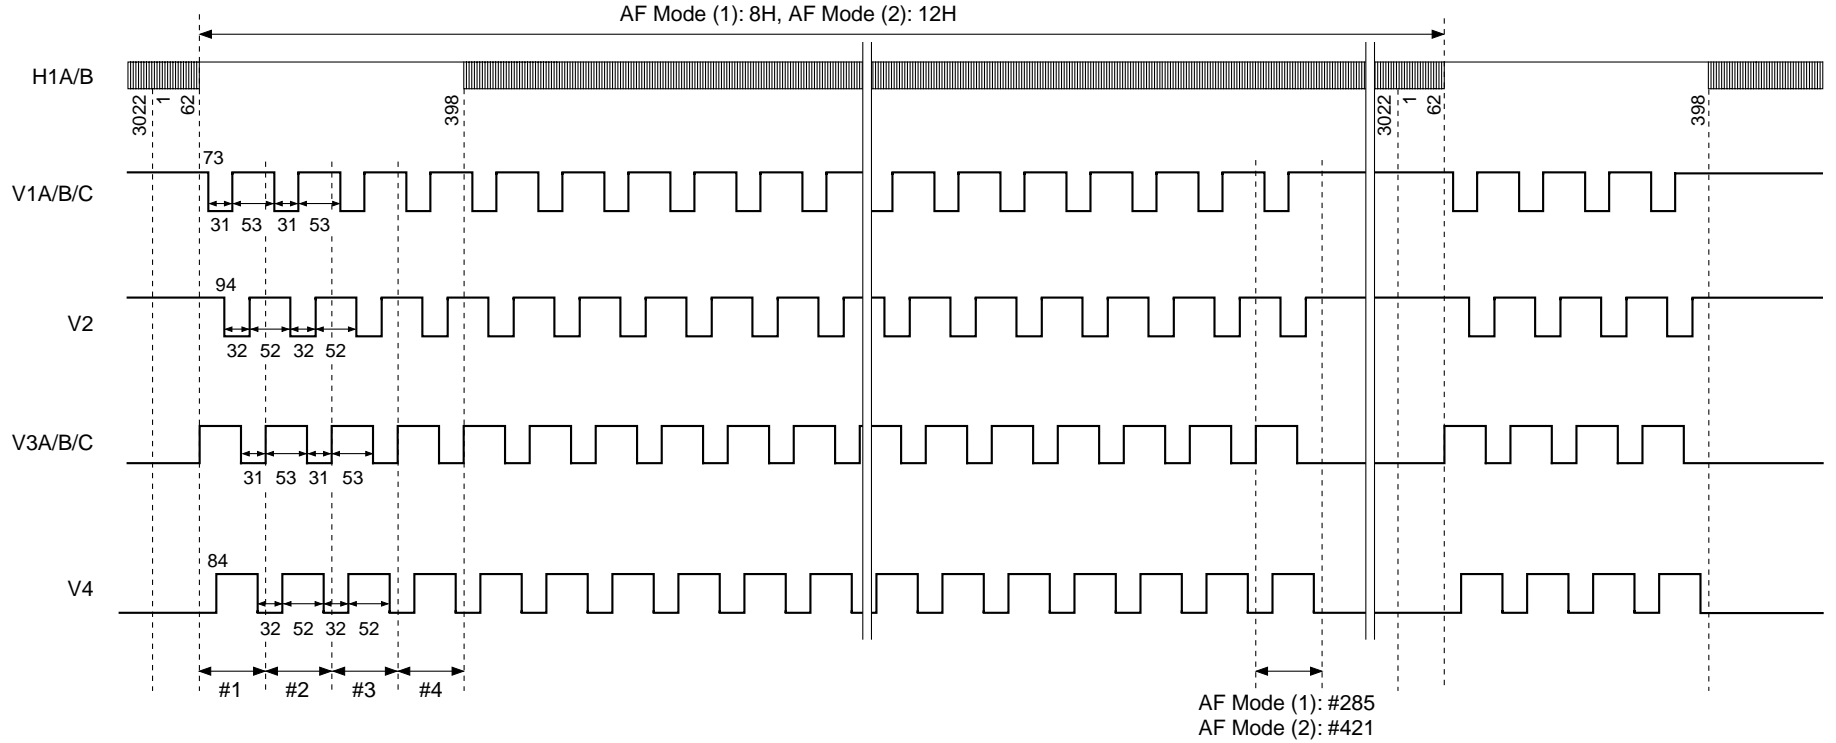 AF Mode (1): 8H, AF Mode (2): 12H
H1A/B
3022 1 62 398 3022 1 62 398
73
V1A/B/C
31 53 31 53
94
V2
32 52 32 52
V3A/B/C
31 53 31 53
84
V4
32 52 32 52
#1 #2 #3 #4
AF Mode (1): #285
AF Mode (2): #421